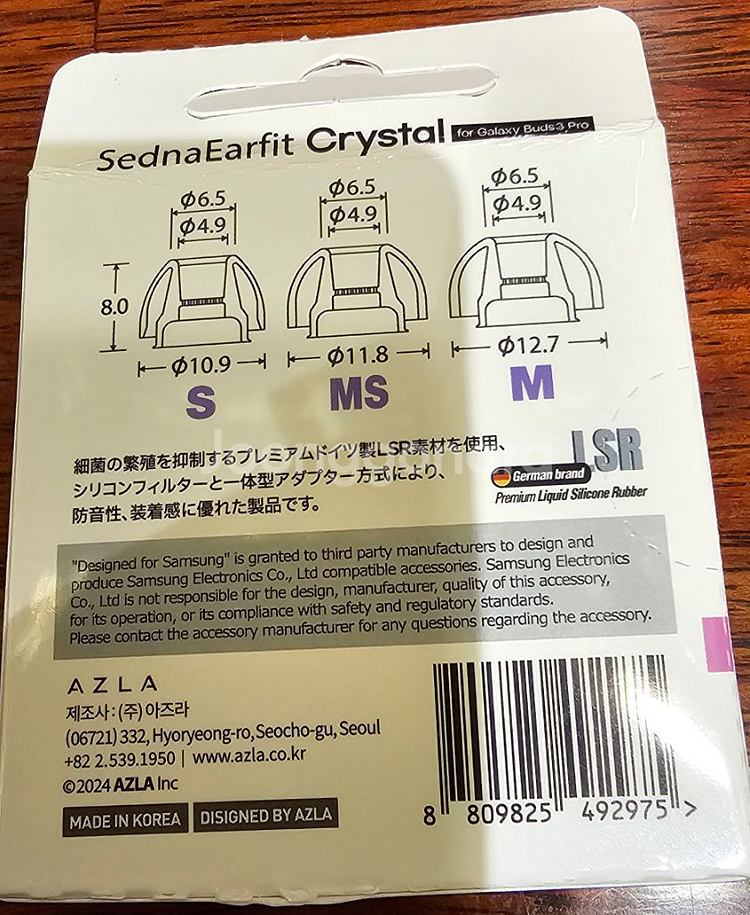 SednaEarfit Crystal for Galaxy Buds3 Pro
Φ6.5 Φ6.5 Φ6.5
Φ4.9 Φ4.9 Φ4.9
8.0
Φ10.9 Φ11.8 Φ12.7
S MS M
細菌の繁殖を抑制するプレミアムドイツ製LSR素材を使用、
シリコンフィルターと一体型アダプター方式により、
防音性、装着感に優れた製品です。
LSR
German brand
Premium Liquid Silicone Rubber
"Designed for Samsung" is granted to third party manufacturers to design and
produce Samsung Electronics Co., Ltd compatible accessories. Samsung Electronics
Co., Ltd is not responsible for the design, manufacturer, quality of this accessory,
for its operation, or its compliance with safety and regulatory standards.
Please contact the accessory manufacturer for any questions regarding the accessory.
AZLA
제조사: (주) 아즈라
(06721) 332, Hyoryeong-ro, Seocho-gu, Seoul
+82 2.539.1950 | www.azla.co.kr
©2024 AZLA Inc
MADE IN KOREA DISIGNED BY AZLA
8 809825 492975 >